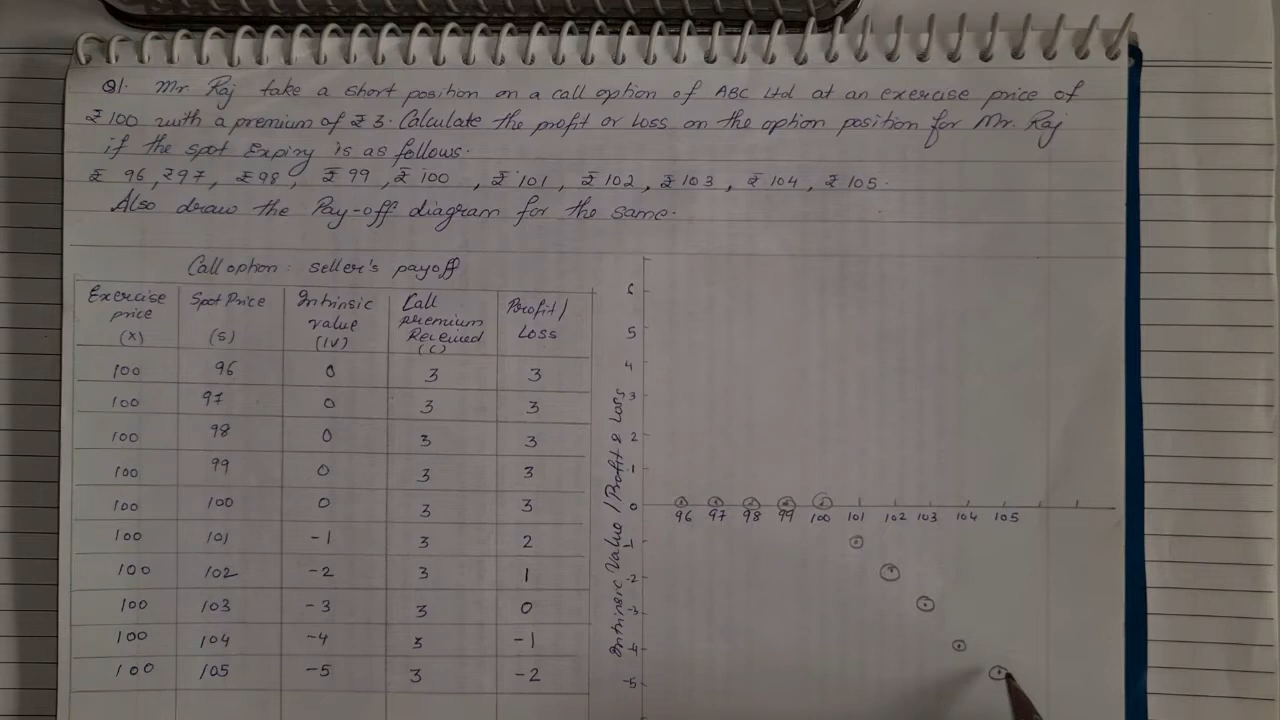 Q1. Mr Raj take a short position on a call option of ABC Ltd at an exercise price of
₹ 100 with a premium of ₹ 3. Calculate the profit or Loss on the option position for Mr. Raj
if the spot Expiry is as follows.
₹ 96, ₹97, ₹98, ₹ 99, ₹ 100, ₹ 101, ₹ 102, ₹ 103, ₹ 104, ₹ 105.
Also draw the Pay-off diagram for the same.
Call option: seller's payoff
Exercise price (X) Spot Price (S) Intrinsic value (IV) Call premium Received (C) Profit/ Loss
100 96 0 3 3
100 97 0 3 3
100 98 0 3 3
100 99 0 3 3
100 100 0 3 3
100 101 -1 3 2
100 102 -2 3 1
100 103 -3 3 0
100 104 -4 3 -1
100 105 -5 3 -2
Intrinsic Value / Profit & Loss
6
5
4
3
2
1
0
96 97 98 99 100 101 102 103 104 105
-1
-2
-3
-4
-5